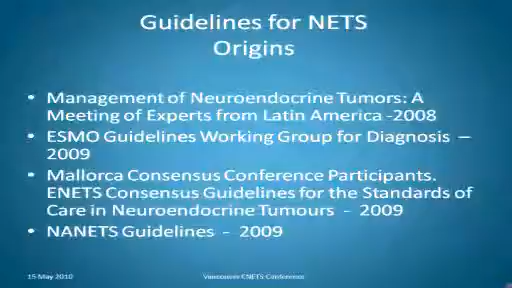 Guidelines for NETS
Origins
• Management of Neuroendocrine Tumors: A
Meeting of Experts from Latin America -2008
• ESMO Guidelines Working Group for Diagnosis –
2009
• Mallorca Consensus Conference Participants.
ENETS Consensus Guidelines for the Standards of
Care in Neuroendocrine Tumours - 2009
• NANETS Guidelines - 2009
15 May 2010 Vancouver CNETS Conference